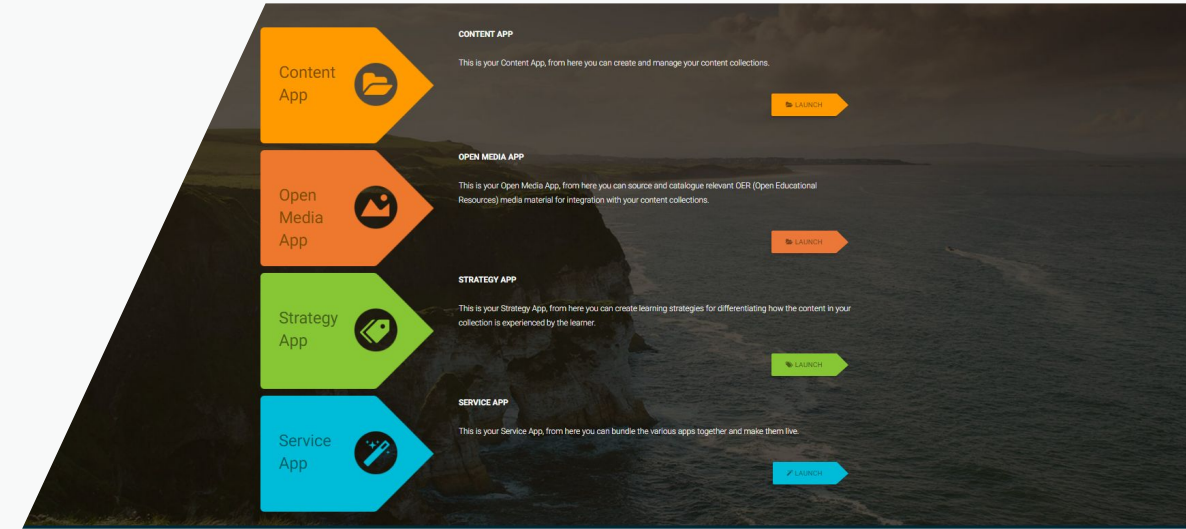 Content
App
CONTENT APP
This is your Content App, from here you can create and manage your content collections.
LAUNCH
Open
Media
App
OPEN MEDIA APP
This is your Open Media App, from here you can source and catalogue relevant OER (Open Educational
Resources) media material for integration with your content collections.
LAUNCH
Strategy
App
STRATEGY APP
This is your Strategy App, from here you can create learning strategies for differentiating how the content in your
collection is experienced by the learner.
LAUNCH
Service
App
SERVICE APP
This is your Service App, from here you can bundle the various apps together and make them live.
LAUNCH